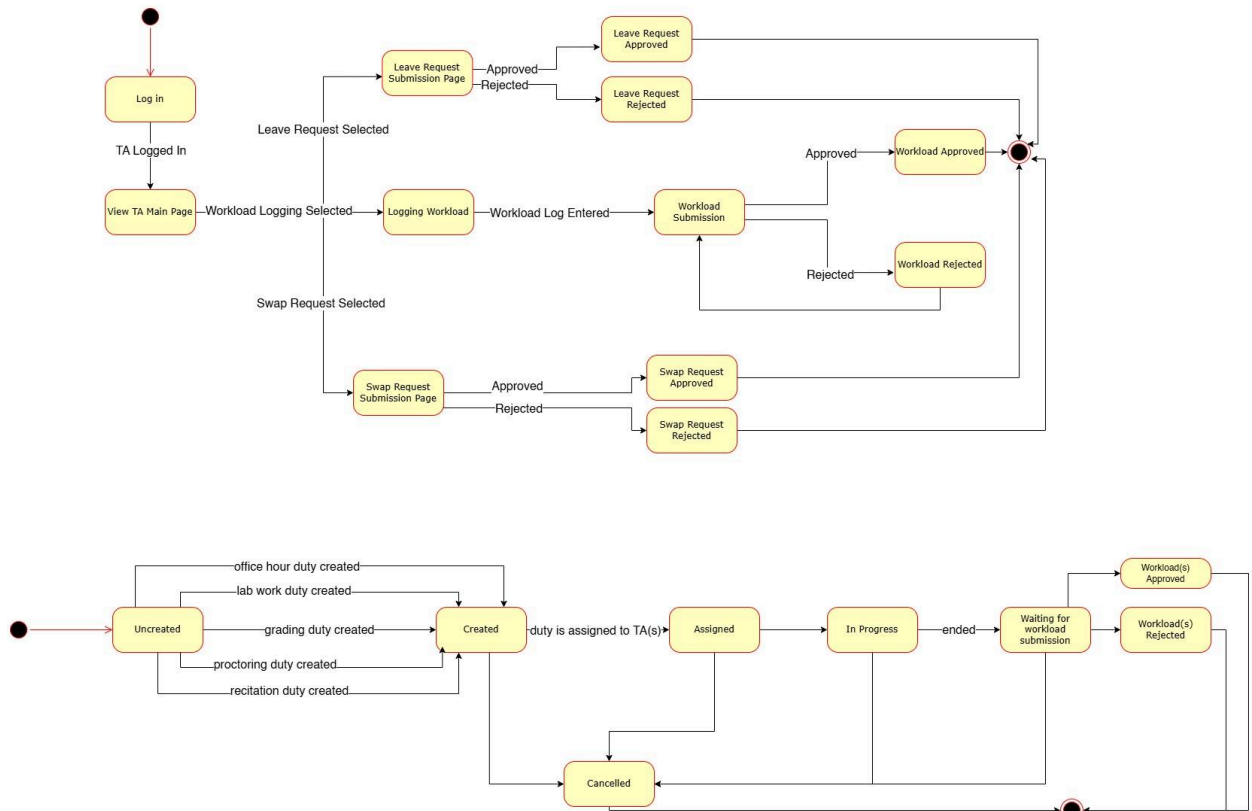 Log in
TA Logged In
View TA Main Page
Leave Request Selected
Workload Logging Selected
Swap Request Selected
Leave Request
Submission Page
Approved
Rejected
Leave Request
Approved
Leave Request
Rejected
Logging Workload
Workload Log Entered
Workload
Submission
Approved
Rejected
Workload Approved
Workload Rejected
Swap Request
Submission Page
Approved
Rejected
Swap Request
Approved
Swap Request
Rejected
Uncreated
office hour duty created
lab work duty created
grading duty created
proctoring duty created
recitation duty created
Created
duty is assigned to TA(s)
Assigned
In Progress
ended
Waiting for
workload
submission
Workload(s)
Approved
Workload(s)
Rejected
Cancelled